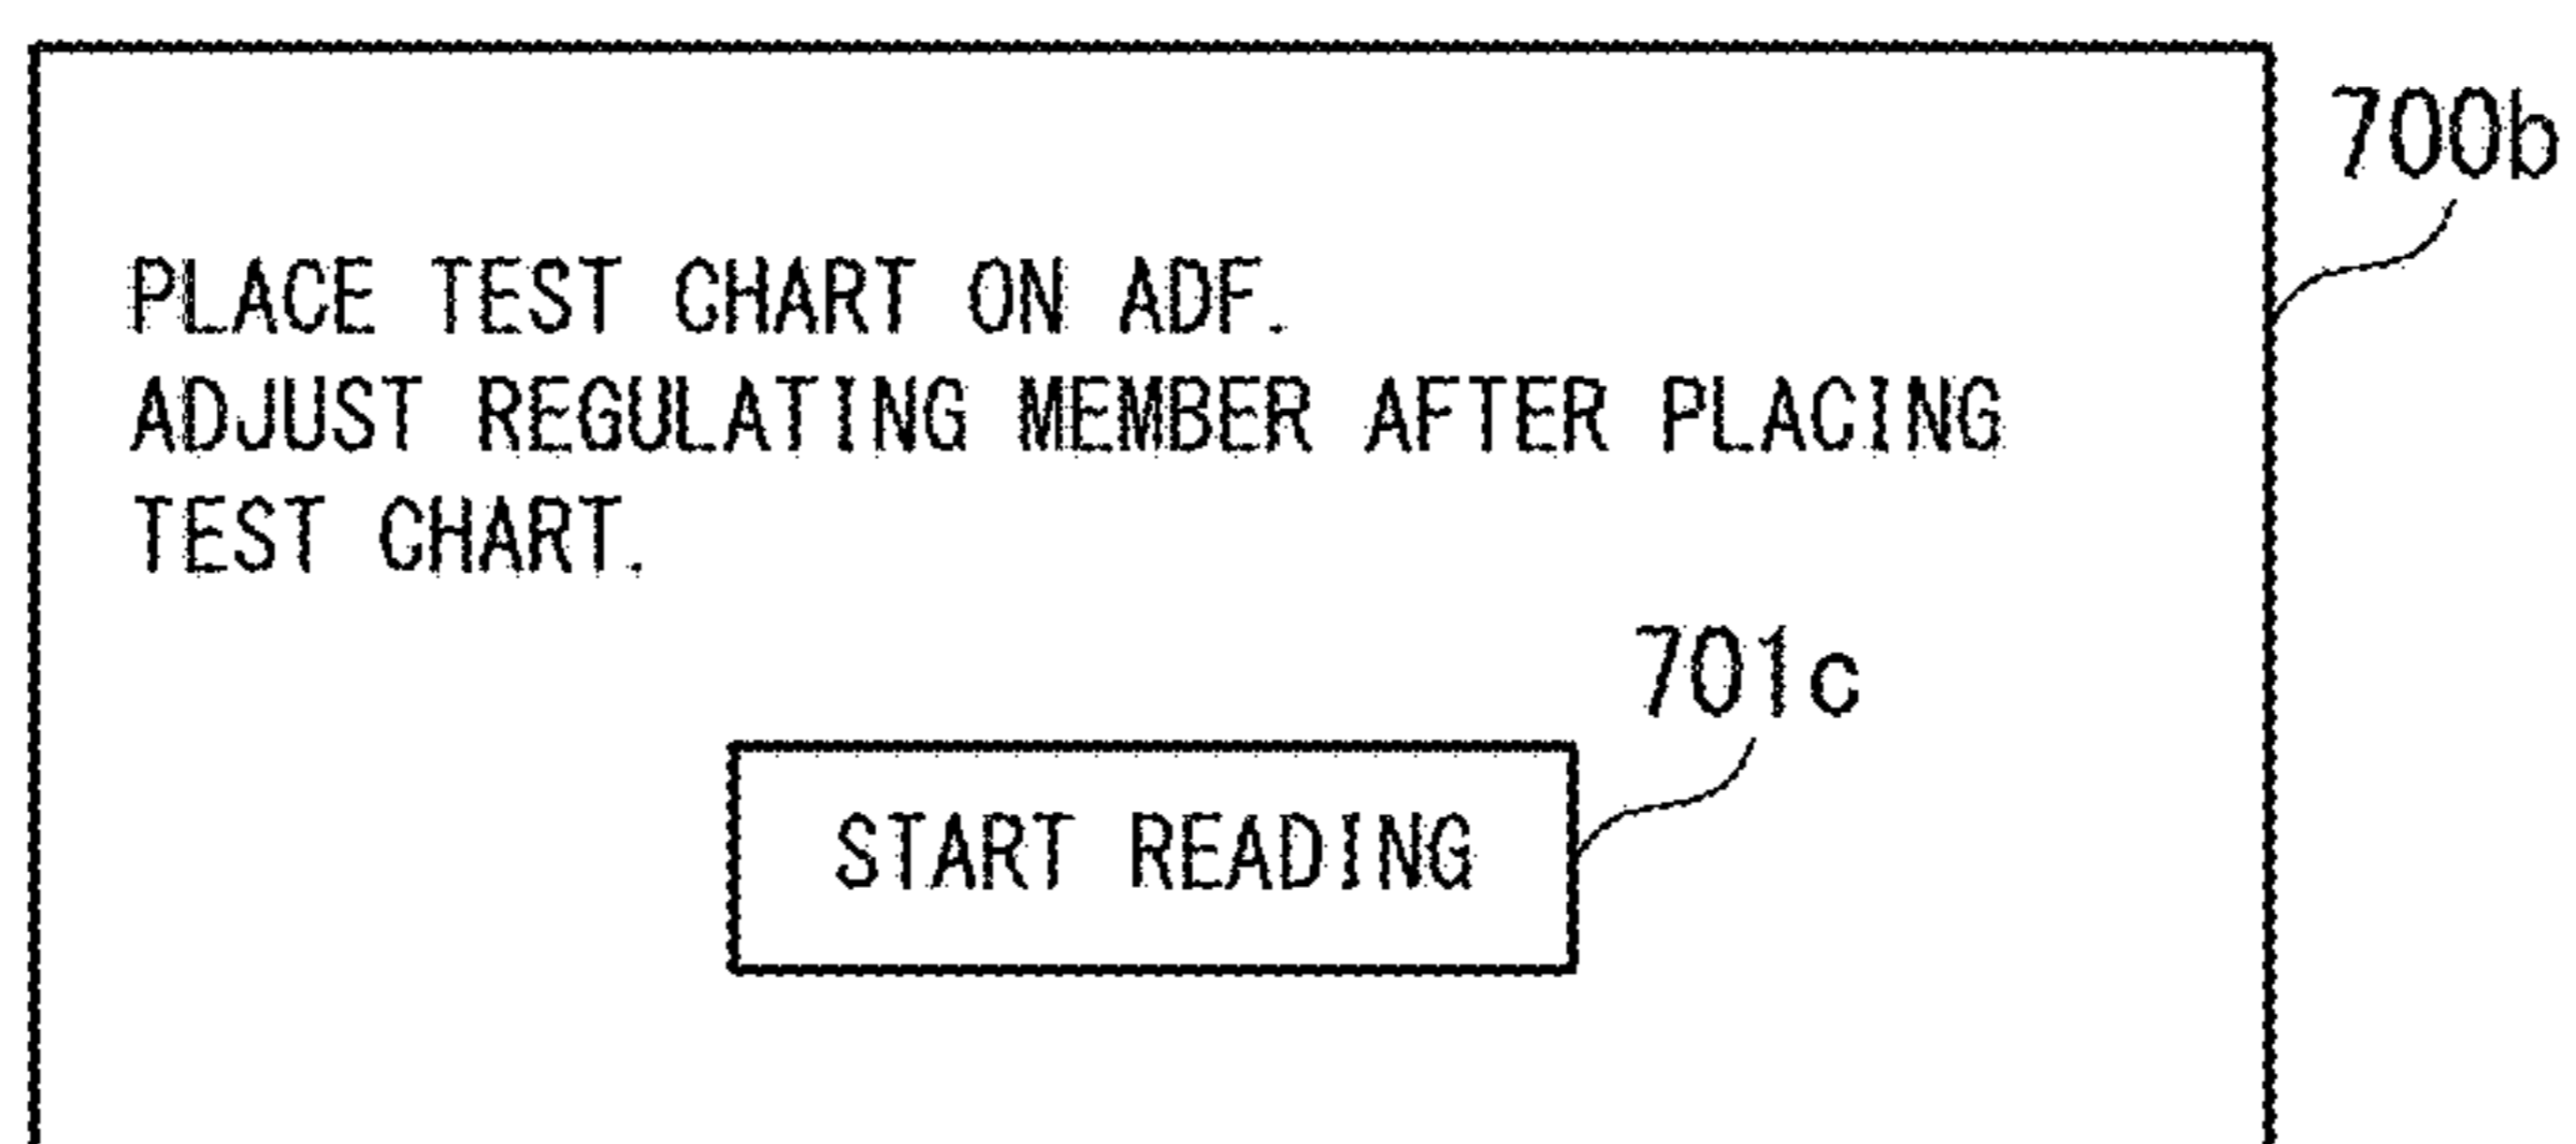 700b
PLACE TEST CHART ON ADF.
ADJUST REGULATING MEMBER AFTER PLACING
TEST CHART.
701c
START READING